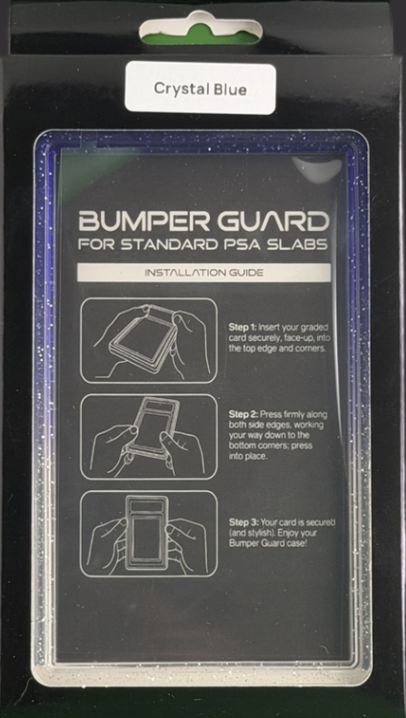 Crystal Blue
BUMPER GUARD
FOR STANDARD PSA SLABS
INSTALLATION GUIDE
Step 1: Insert your graded
card securely, face-up, into
the top edge and corners.
Step 2: Press firmly along
both side edges, working
your way down to the
bottom corners; press
into place.
Step 3: Your card is secured
(and stylish). Enjoy your
Bumper Guard case!